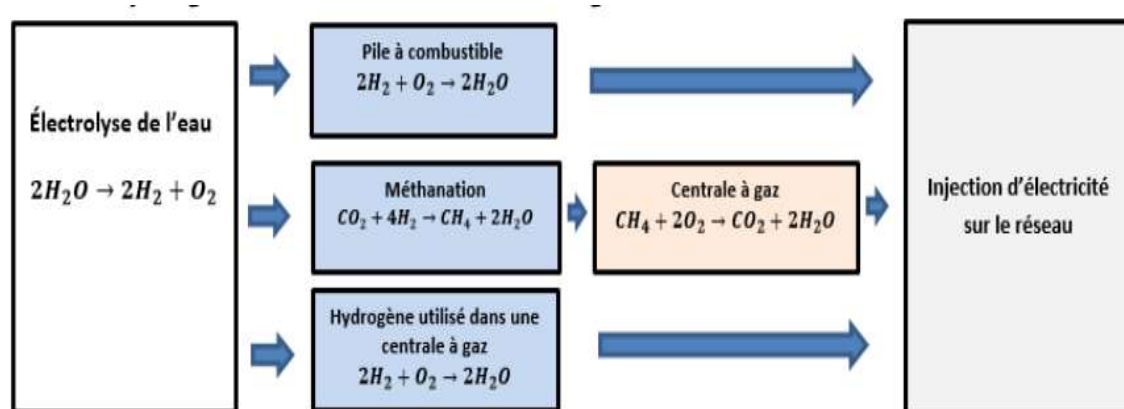 Électrolyse de l'eau
2H₂O → 2H₂ + O₂
Pile à combustible
2H₂ + O₂ → 2H₂O
Méthanation
CO₂ + 4H₂ → CH₄ + 2H₂O
Centrale à gaz
CH₄ + 2O₂ → CO₂ + 2H₂O
Hydrogène utilisé dans une
centrale à gaz
2H₂ + O₂ → 2H₂O
Injection d'électricité
sur le réseau